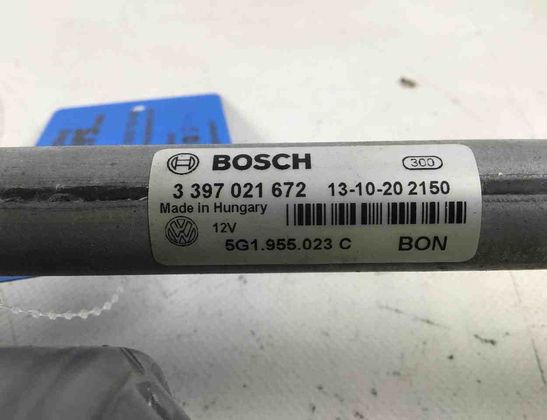 BOSCH 300
3 397 021 672 13-10-20 2150
Made in Hungary
12V
5G1.955.023 C BON